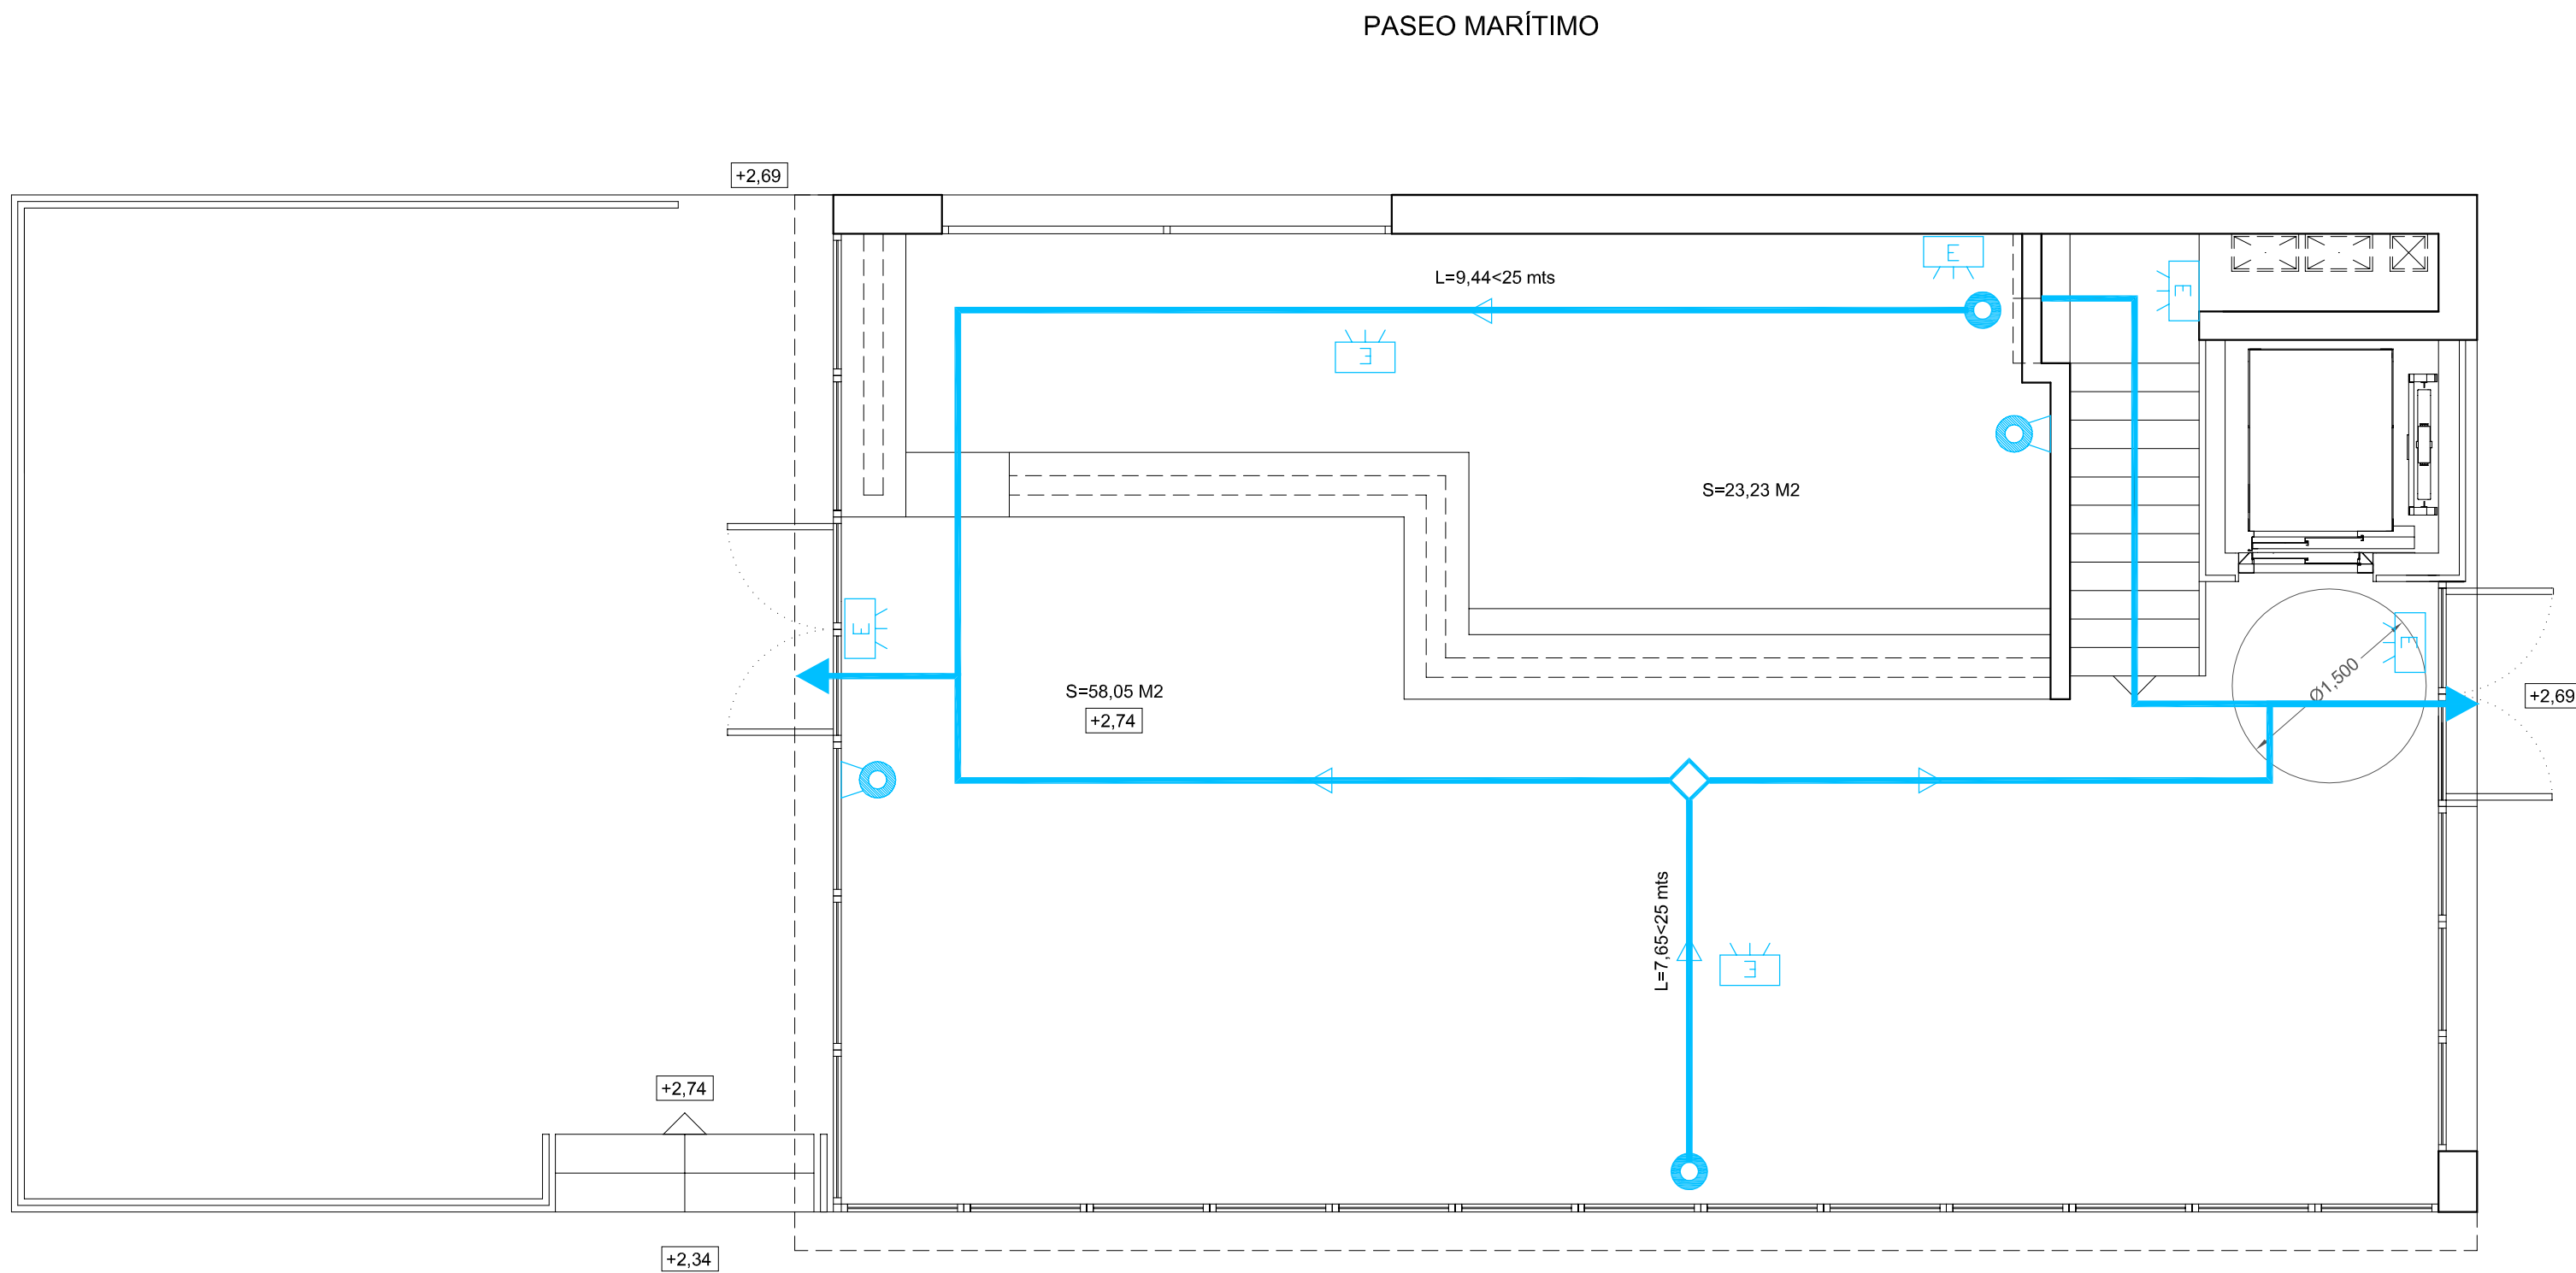 PASEO MARÍTIMO
+2,69
E
E
L=9,44<25 mts
E
S=23,23 M2
E
E
Ø1,500
S=58,05 M2
+2,69
+2,74
L=7,65<25 mts
E
+2,74
+2,34